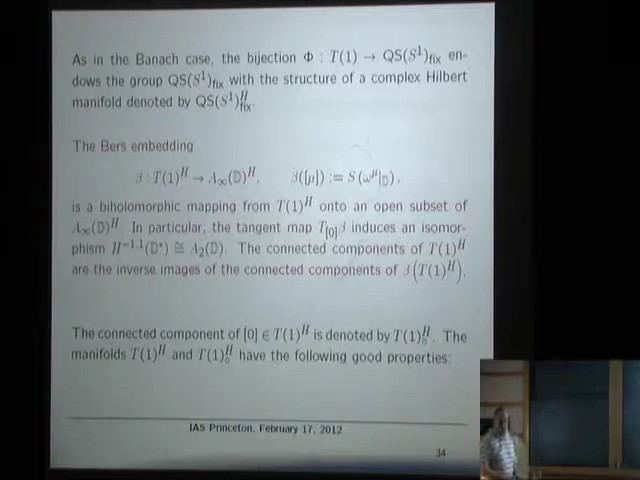 As in the Banach case, the bijection Φ : T(1) → QS(S¹)fix en-
dows the group QS(S¹)fix with the structure of a complex Hilbert
manifold denoted by QS(S¹)ᴴfix.
The Bers embedding
β : T(1)ᴴ → A∞(𝔻)ᴴ, β([μ]) := S (ωᵘ|𝔻),
is a biholomorphic mapping from T(1)ᴴ onto an open subset of
A∞(𝔻)ᴴ In particular, the tangent map T[0]β induces an isomor-
phism H⁻¹,¹(𝔻*) ≅ A₂(𝔻). The connected components of T(1)ᴴ
are the inverse images of the connected components of β(T(1)ᴴ).
The connected component of [0] ∈ T(1)ᴴ is denoted by T(1)ᴴ₀. The
manifolds T(1)ᴴ and T(1)ᴴ₀ have the following good properties:
IAS Princeton, February 17, 2012
34